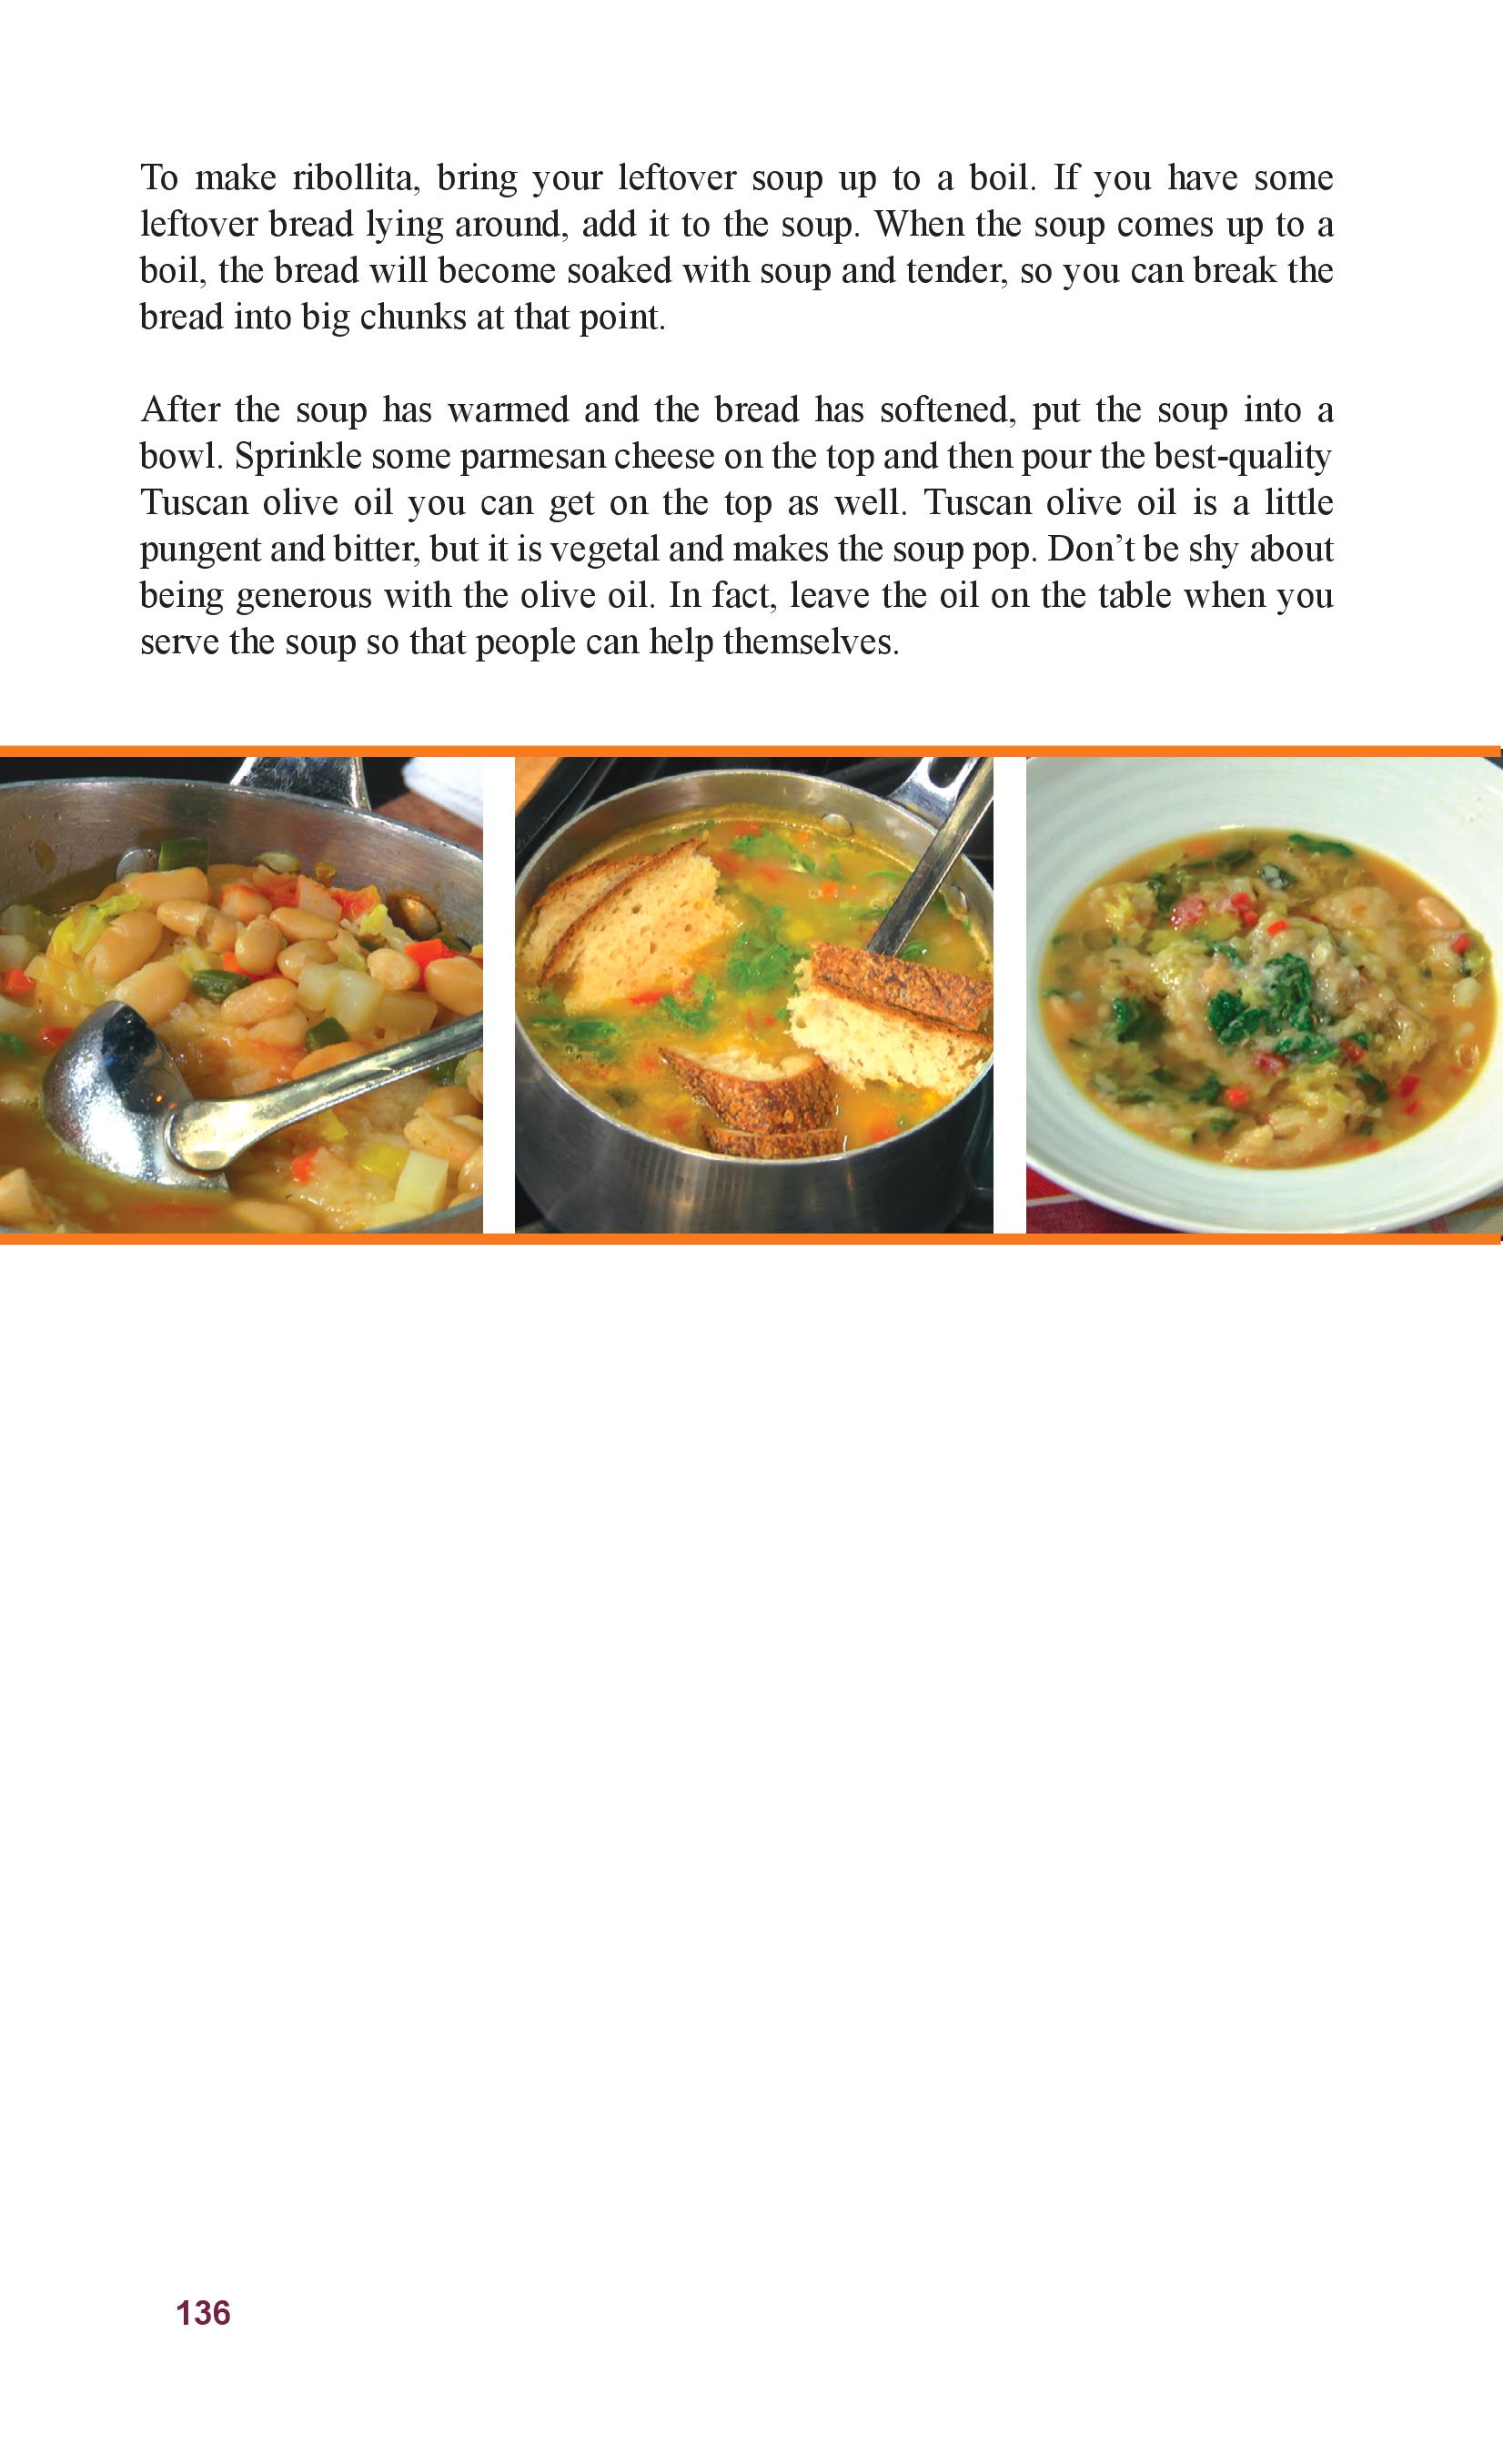 To make ribollita, bring your leftover soup up to a boil. If you have some
leftover bread lying around, add it to the soup. When the soup comes up to a
boil, the bread will become soaked with soup and tender, so you can break the
bread into big chunks at that point.
After the soup has warmed and the bread has softened, put the soup into a
bowl. Sprinkle some parmesan cheese on the top and then pour the best-quality
Tuscan olive oil you can get on the top as well. Tuscan olive oil is a little
pungent and bitter, but it is vegetal and makes the soup pop. Don’t be shy about
being generous with the olive oil. In fact, leave the oil on the table when you
serve the soup so that people can help themselves.
136